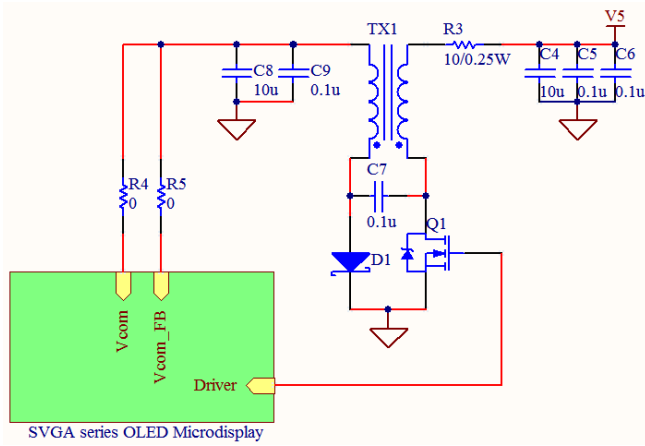 V5
TX1
R3
10/0.25W
C8
10u
C9
0.1u
C4
10u
C5
0.1u
C6
0.1u
R4
0
R5
0
C7
0.1u
Q1
D1
Vcom
Vcom_FB
Driver
SVGA series OLED Microdisplay